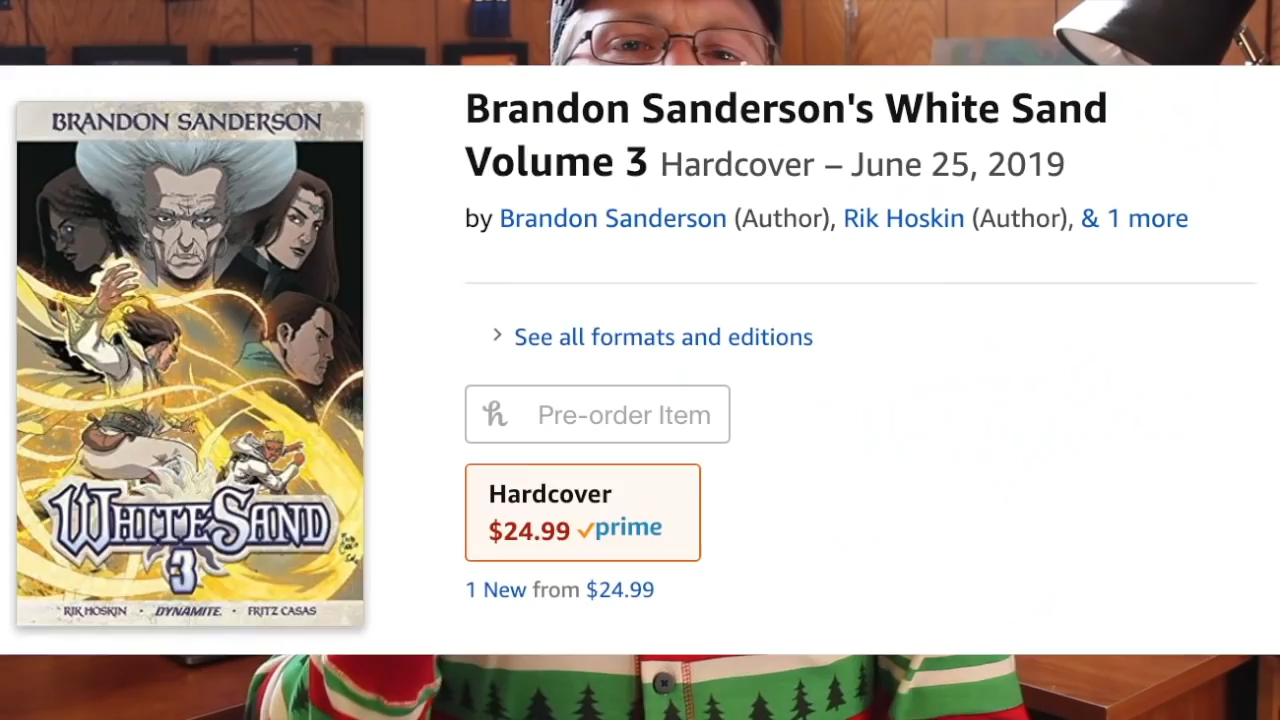 BRANDON SANDERSON
WHITE SAND
3
RIK HOSKIN • DYNAMITE. • FRITZ CASAS
Brandon Sanderson's White Sand
Volume 3 Hardcover – June 25, 2019
by Brandon Sanderson (Author), Rik Hoskin (Author), & 1 more
See all formats and editions
Pre-order Item
Hardcover
$24.99 prime
1 New from $24.99